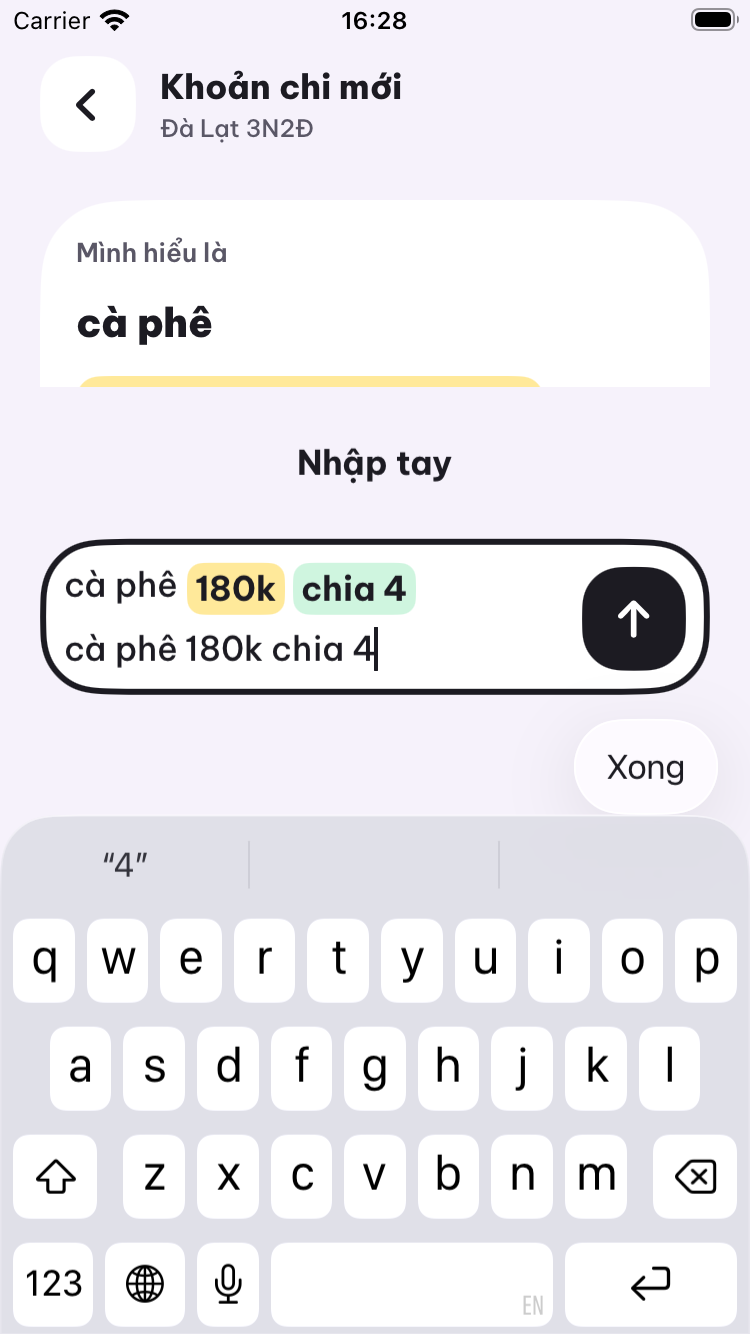 Carrier 16:28
Khoản chi mới
Đà Lạt 3N2Đ
Mình hiểu là
cà phê
Nhập tay
cà phê 180k chia 4
cà phê 180k chia 4
Xong
“4”
q w e r t y u i o p
a s d f g h j k l
z x c v b n m
123 EN